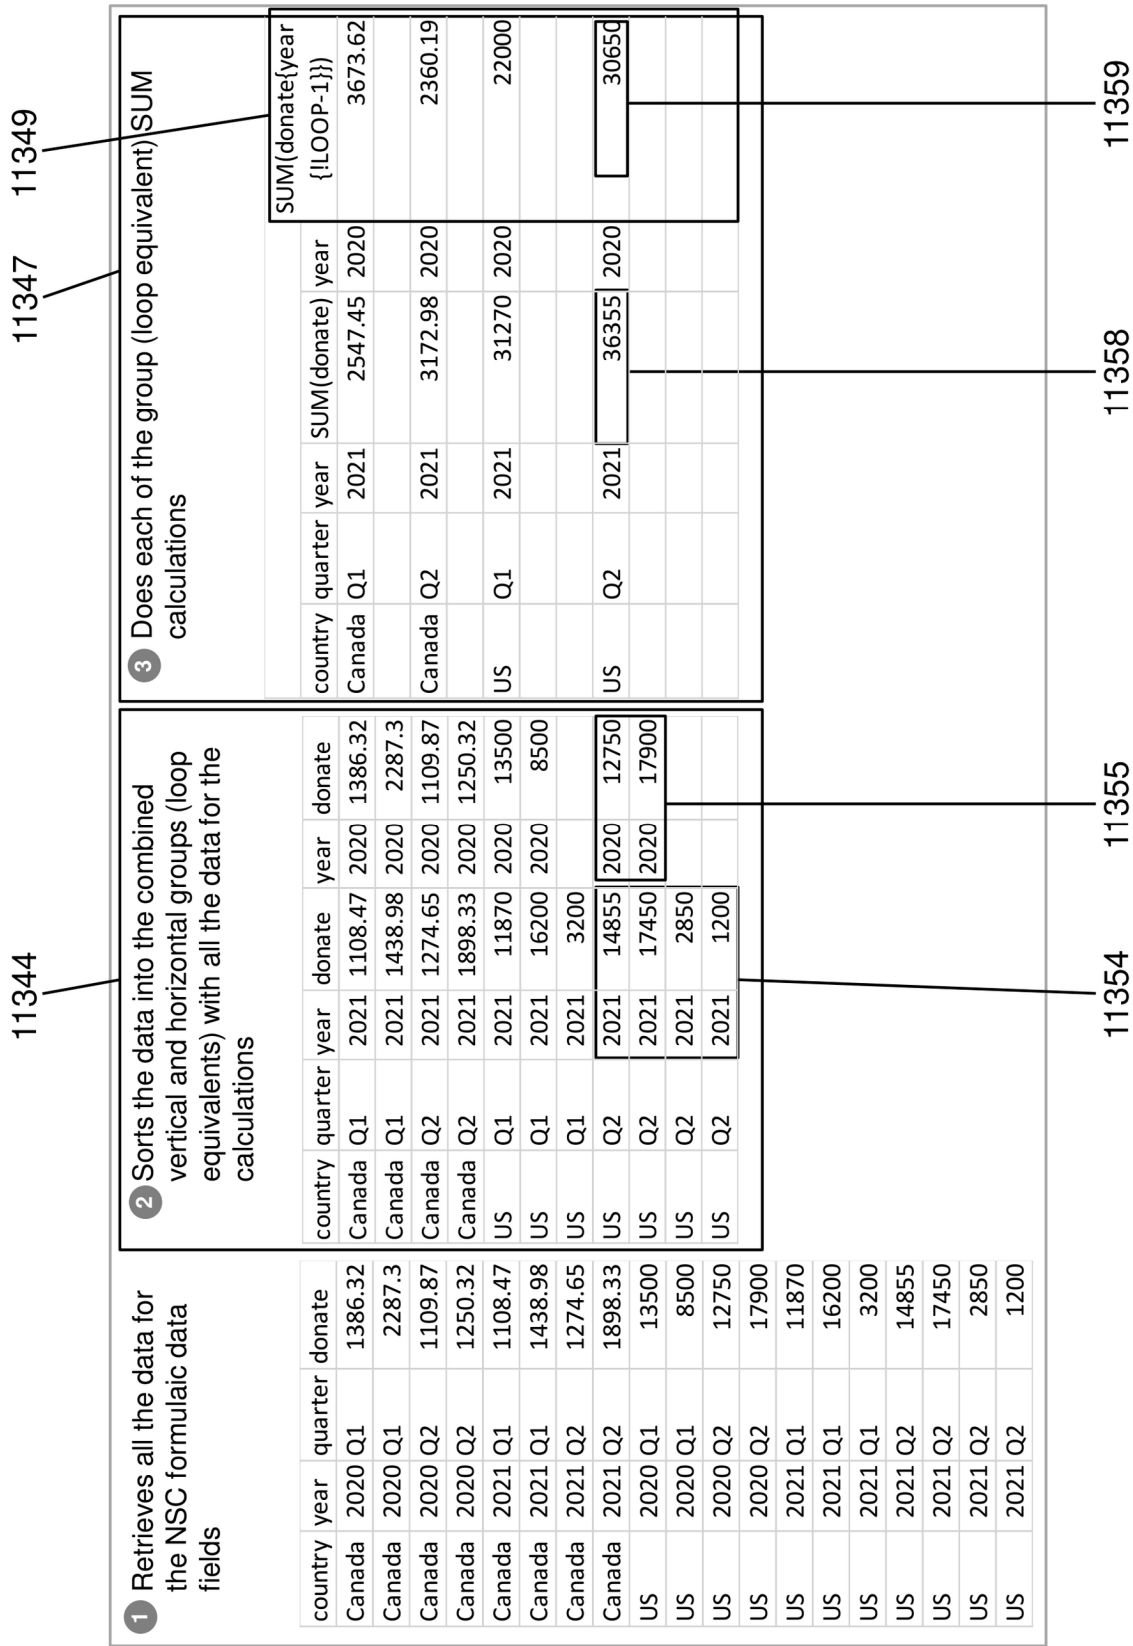 11344
11347
11349
1 Retrieves all the data for
the NSC formulaic data
fields
country year quarter donate
Canada 2020 Q1 1386.32
Canada 2020 Q1 2287.3
Canada 2020 Q2 1109.87
Canada 2020 Q2 1250.32
Canada 2021 Q1 1108.47
Canada 2021 Q1 1438.98
Canada 2021 Q2 1274.65
Canada 2021 Q2 1898.33
US 2020 Q1 13500
US 2020 Q1 8500
US 2020 Q2 12750
US 2020 Q2 17900
US 2021 Q1 11870
US 2021 Q1 16200
US 2021 Q1 3200
US 2021 Q2 14855
US 2021 Q2 17450
US 2021 Q2 2850
US 2021 Q2 1200
2 Sorts the data into the combined
vertical and horizontal groups (loop
equivalents) with all the data for the
calculations
country quarter year donate year donate
Canada Q1 2021 1108.47 2020 1386.32
Canada Q1 2021 1438.98 2020 2287.3
Canada Q2 2021 1274.65 2020 1109.87
Canada Q2 2021 1898.33 2020 1250.32
US Q1 2021 11870 2020 13500
US Q1 2021 16200 2020 8500
US Q1 2021 3200
US Q2 2021 14855 2020 12750
US Q2 2021 17450 2020 17900
US Q2 2021 2850
US Q2 2021 1200
3 Does each of the group (loop equivalent) SUM
calculations
SUM(donate{year
{!LOOP-1}})
country quarter year SUM(donate) year
Canada Q1 2021 2547.45 2020 3673.62
Canada Q2 2021 3172.98 2020 2360.19
US Q1 2021 31270 2020 22000
US Q2 2021 36355 2020 30650
11354
11355
11358
11359